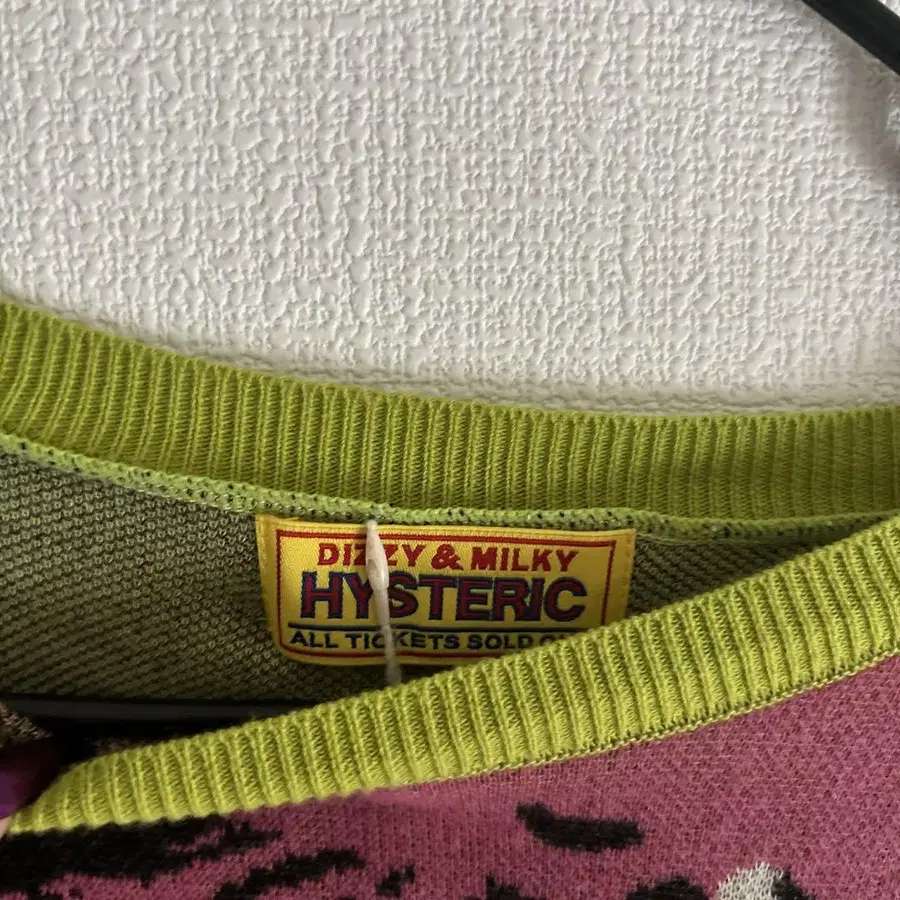 DIZZY & MILKY
HYSTERIC
ALL TICKETS SOLD